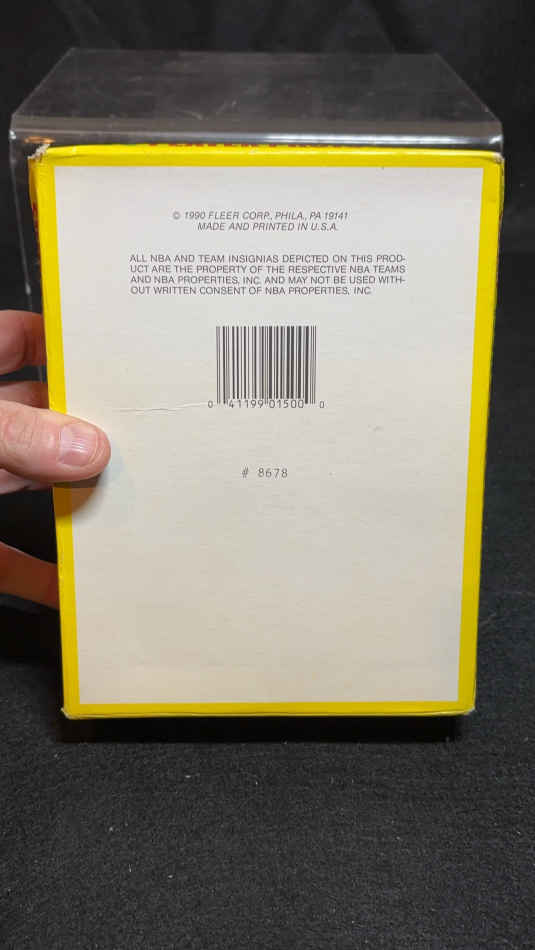 © 1990 FLEER CORP., PHILA., PA 19141
MADE AND PRINTED IN U.S.A.
ALL NBA AND TEAM INSIGNIAS DEPICTED ON THIS PROD-
UCT ARE THE PROPERTY OF THE RESPECTIVE NBA TEAMS
AND NBA PROPERTIES, INC. AND MAY NOT BE USED WITH-
OUT WRITTEN CONSENT OF NBA PROPERTIES, INC.
0 41199 01500 0
# 8678